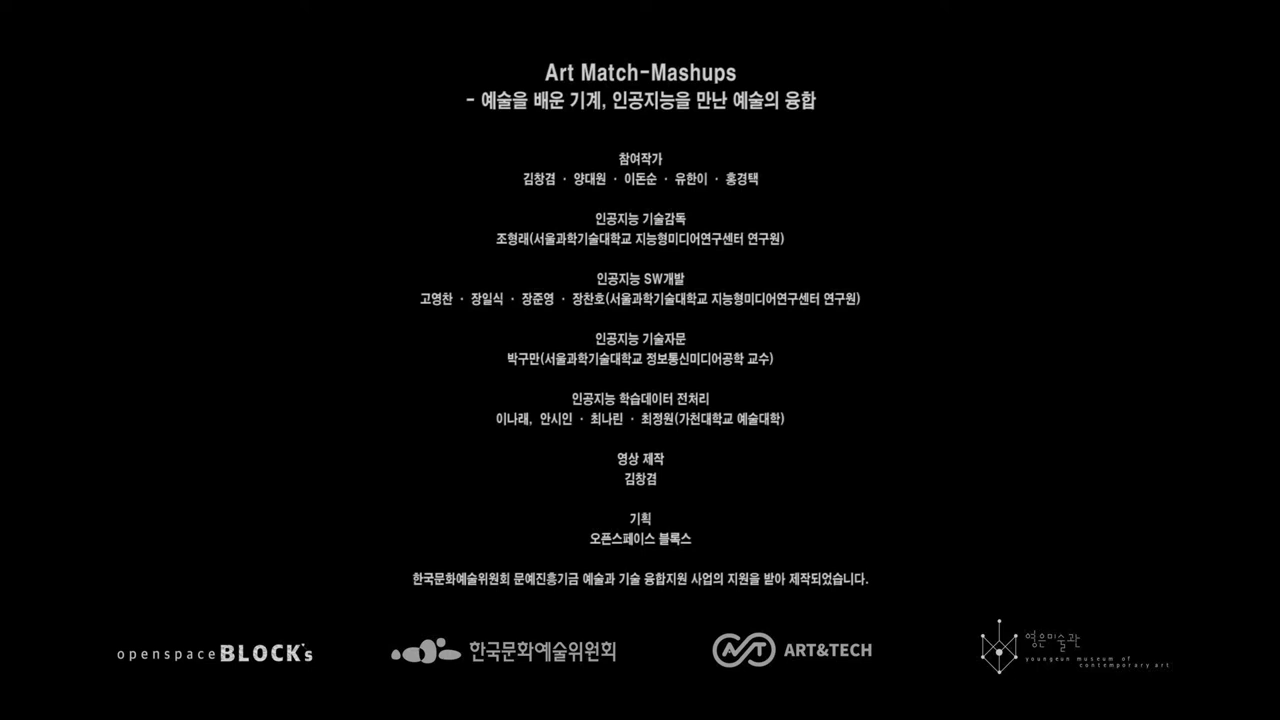 Art Match-Mashups
- 예술을 배운 기계, 인공지능을 만난 예술의 융합
참여작가
김창겸 · 양대원 · 이돈순 · 유한이 · 홍경택
인공지능 기술감독
조형래(서울과학기술대학교 지능형미디어연구센터 연구원)
인공지능 SW개발
고영찬 · 장일식 · 장준영 · 장찬호(서울과학기술대학교 지능형미디어연구센터 연구원)
인공지능 기술자문
박구만(서울과학기술대학교 정보통신미디어공학 교수)
인공지능 학습데이터 전처리
이나래, 안시인 · 최나린 · 최정원(가천대학교 예술대학)
영상 제작
김창겸
기획
오픈스페이스 블록스
한국문화예술위원회 문예진흥기금 예술과 기술 융합지원 사업의 지원을 받아 제작되었습니다.
openspace BLOCK's
한국문화예술위원회
A&T ART&TECH
영은미술관
youngeun museum of
contemporary art